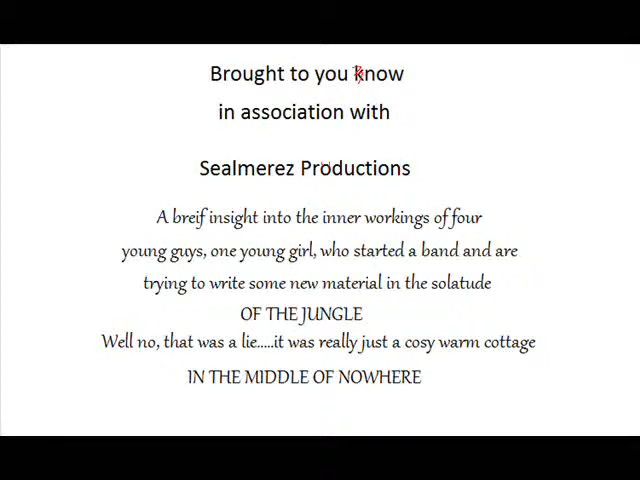 Brought to you know
in association with
Sealmerez Productions
A breif insight into the inner workings of four
young guys, one young girl, who started a band and are
trying to write some new material in the solatude
OF THE JUNGLE
Well no, that was a lie.....it was really just a cosy warm cottage
IN THE MIDDLE OF NOWHERE